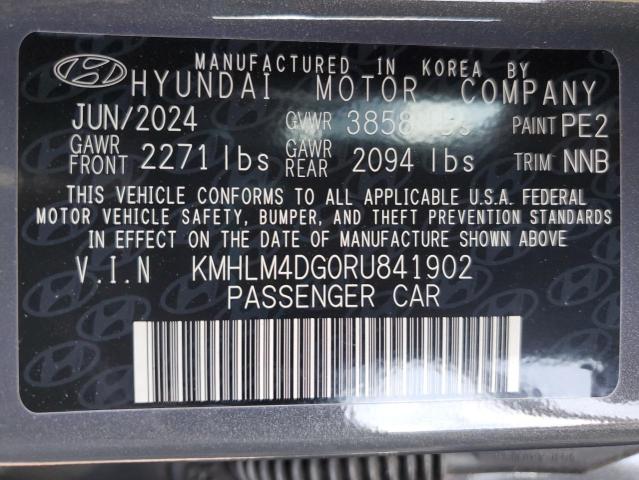 MANUFACTURED IN KOREA BY
HYUNDAI MOTOR COMPANY
JUN/2024 GVWR PAINT PE2
GAWR FRONT 2271 lbs GAWR REAR 2094 lbs TRIM NNB
THIS VEHICLE CONFORMS TO ALL APPLICABLE U.S.A. FEDERAL
MOTOR VEHICLE SAFETY, BUMPER, AND THEFT PREVENTION STANDARDS
IN EFFECT ON THE DATE OF MANUFACTURE SHOWN ABOVE
V.I.N KMHLM4DG0RU841902
PASSENGER CAR